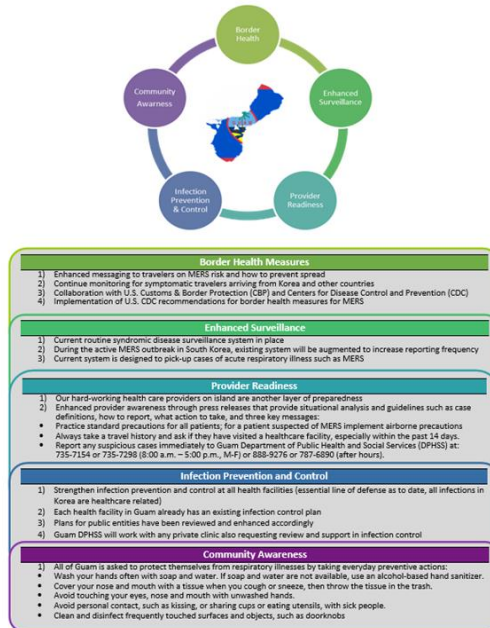 Border
Health
Enhanced
Surveillance
Provider
Readiness
Infection
Prevention
& Control
Community
Awarness
Border Health Measures
1) Enhanced messaging to travelers on MERS risk and how to prevent spread
2) Continue monitoring for symptomatic travelers arriving from Korea and other countries
3) Collaboration with U.S. Customs & Border Protection (CBP) and Centers for Disease Control and Prevention (CDC)
4) Implementation of U.S. CDC recommendations for border health measures for MERS
Enhanced Surveillance
1) Current routine syndromic disease surveillance system in place
2) During the active MERS outbreak in South Korea, existing system will be augmented to increase reporting frequency
3) Current system is designed to pick-up cases of acute respiratory illness such as MERS
Provider Readiness
1) Our hard-working health care providers on island are another layer of preparedness
2) Enhanced provider awareness through press releases that provide situational analysis and guidelines such as case
definitions, how to report, what action to take, and three key messages:
• Practice standard precautions for all patients; for a patient suspected of MERS implement airborne precautions
• Always take a travel history and ask if they have visited a healthcare facility, especially within the past 14 days.
• Report any suspicious cases immediately to Guam Department of Public Health and Social Services (DPHSS) at:
735-7154 or 735-7298 (8:00 a.m. – 5:00 p.m., M-F) or 888-9276 or 787-6890 (after hours).
Infection Prevention and Control
1) Strengthen infection prevention and control at all health facilities (essential line of defense as to date, all infections in
Korea are healthcare related)
2) Each health facility in Guam already has an existing infection control plan
3) Plans for public entities have been reviewed and enhanced accordingly
4) Guam DPHSS will work with any private clinic also requesting review and support in infection control
Community Awareness
1) All of Guam is asked to protect themselves from respiratory illnesses by taking everyday preventive actions:
• Wash your hands often with soap and water. If soap and water are not available, use an alcohol-based hand sanitizer.
• Cover your nose and mouth with a tissue when you cough or sneeze, then throw the tissue in the trash.
• Avoid touching your eyes, nose and mouth with unwashed hands.
• Avoid personal contact, such as kissing, or sharing cups or eating utensils, with sick people.
• Clean and disinfect frequently touched surfaces and objects, such as doorknobs